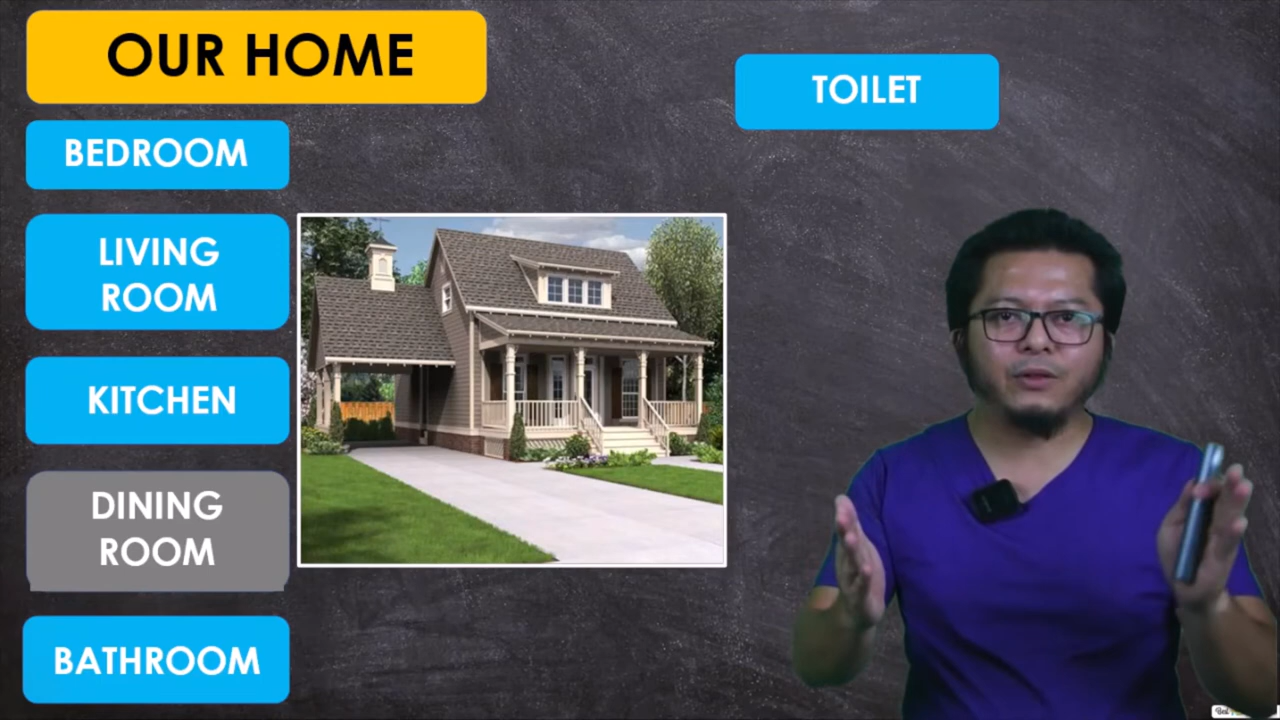 OUR HOME
TOILET
BEDROOM
LIVING
ROOM
KITCHEN
DINING
ROOM
BATHROOM